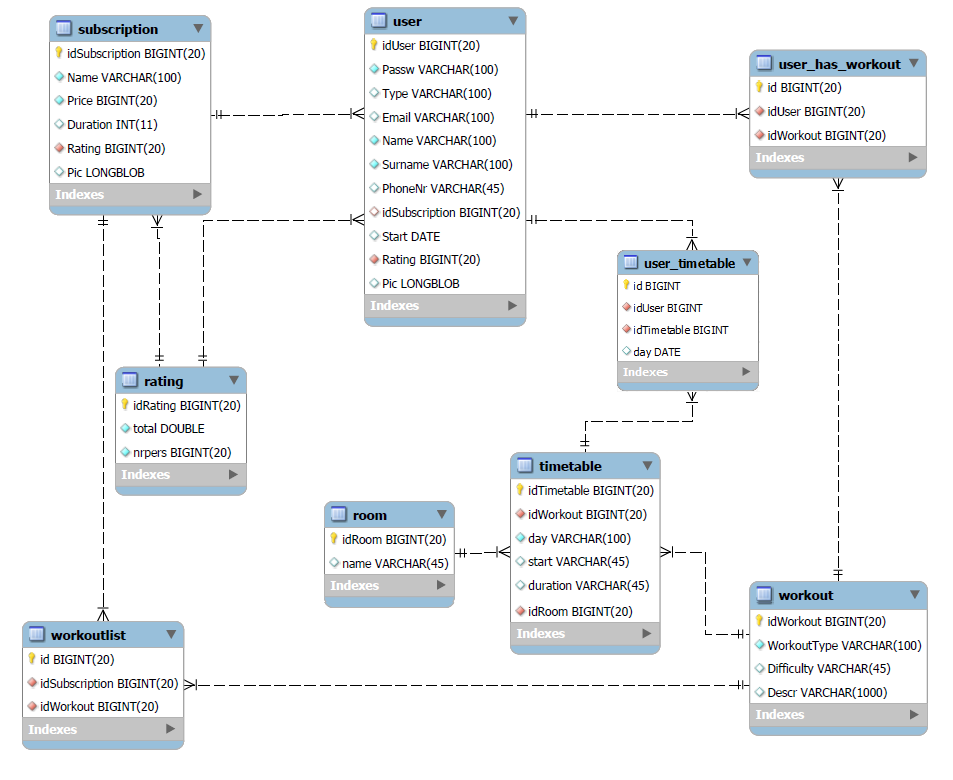 subscription
idSubscription BIGINT(20)
Name VARCHAR(100)
Price BIGINT(20)
Duration INT(11)
Rating BIGINT(20)
Pic LONGBLOB
Indexes
user
idUser BIGINT(20)
Passw VARCHAR(100)
Type VARCHAR(100)
Email VARCHAR(100)
Name VARCHAR(100)
Surname VARCHAR(100)
PhoneNr VARCHAR(45)
idSubscription BIGINT(20)
Start DATE
Rating BIGINT(20)
Pic LONGBLOB
Indexes
user_has_workout
id BIGINT(20)
idUser BIGINT(20)
idWorkout BIGINT(20)
Indexes
user_timetable
id BIGINT
idUser BIGINT
idTimetable BIGINT
day DATE
Indexes
rating
idRating BIGINT(20)
total DOUBLE
nrpers BIGINT(20)
Indexes
room
idRoom BIGINT(20)
name VARCHAR(45)
Indexes
timetable
idTimetable BIGINT(20)
idWorkout BIGINT(20)
day VARCHAR(100)
start VARCHAR(45)
duration VARCHAR(45)
idRoom BIGINT(20)
Indexes
workoutlist
id BIGINT(20)
idSubscription BIGINT(20)
idWorkout BIGINT(20)
Indexes
workout
idWorkout BIGINT(20)
WorkoutType VARCHAR(100)
Difficulty VARCHAR(45)
Descr VARCHAR(1000)
Indexes